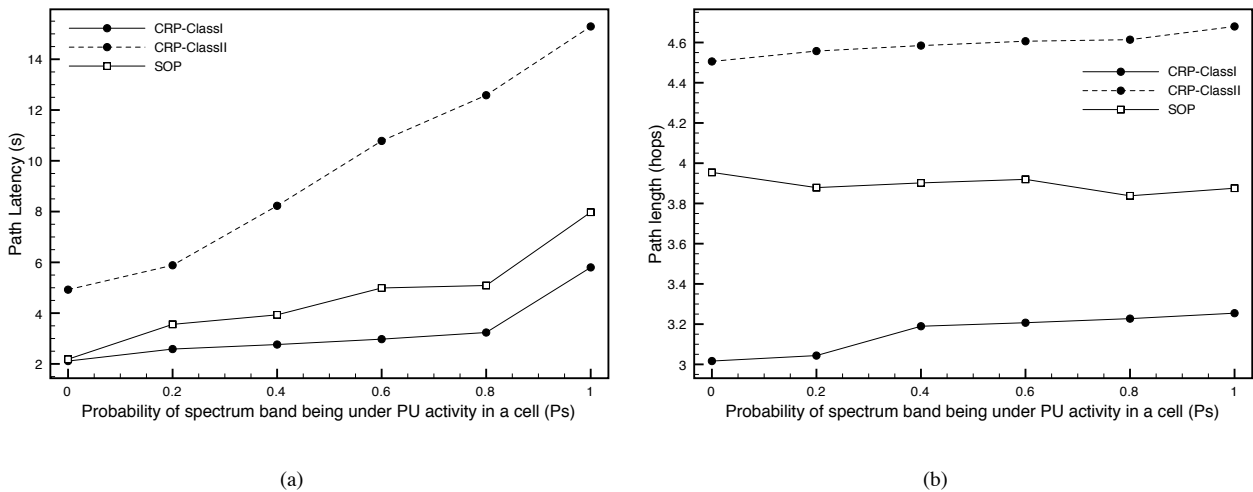 CRP-ClassI
CRP-ClassII
SOP
Path Latency (s)
14
12
10
8
6
4
2
0 0.2 0.4 0.6 0.8 1
Probability of spectrum band being under PU activity in a cell (Ps)
(a)
CRP-ClassI
CRP-ClassII
SOP
Path length (hops)
4.6
4.4
4.2
4
3.8
3.6
3.4
3.2
3
0 0.2 0.4 0.6 0.8 1
Probability of spectrum band being under PU activity in a cell (Ps)
(b)